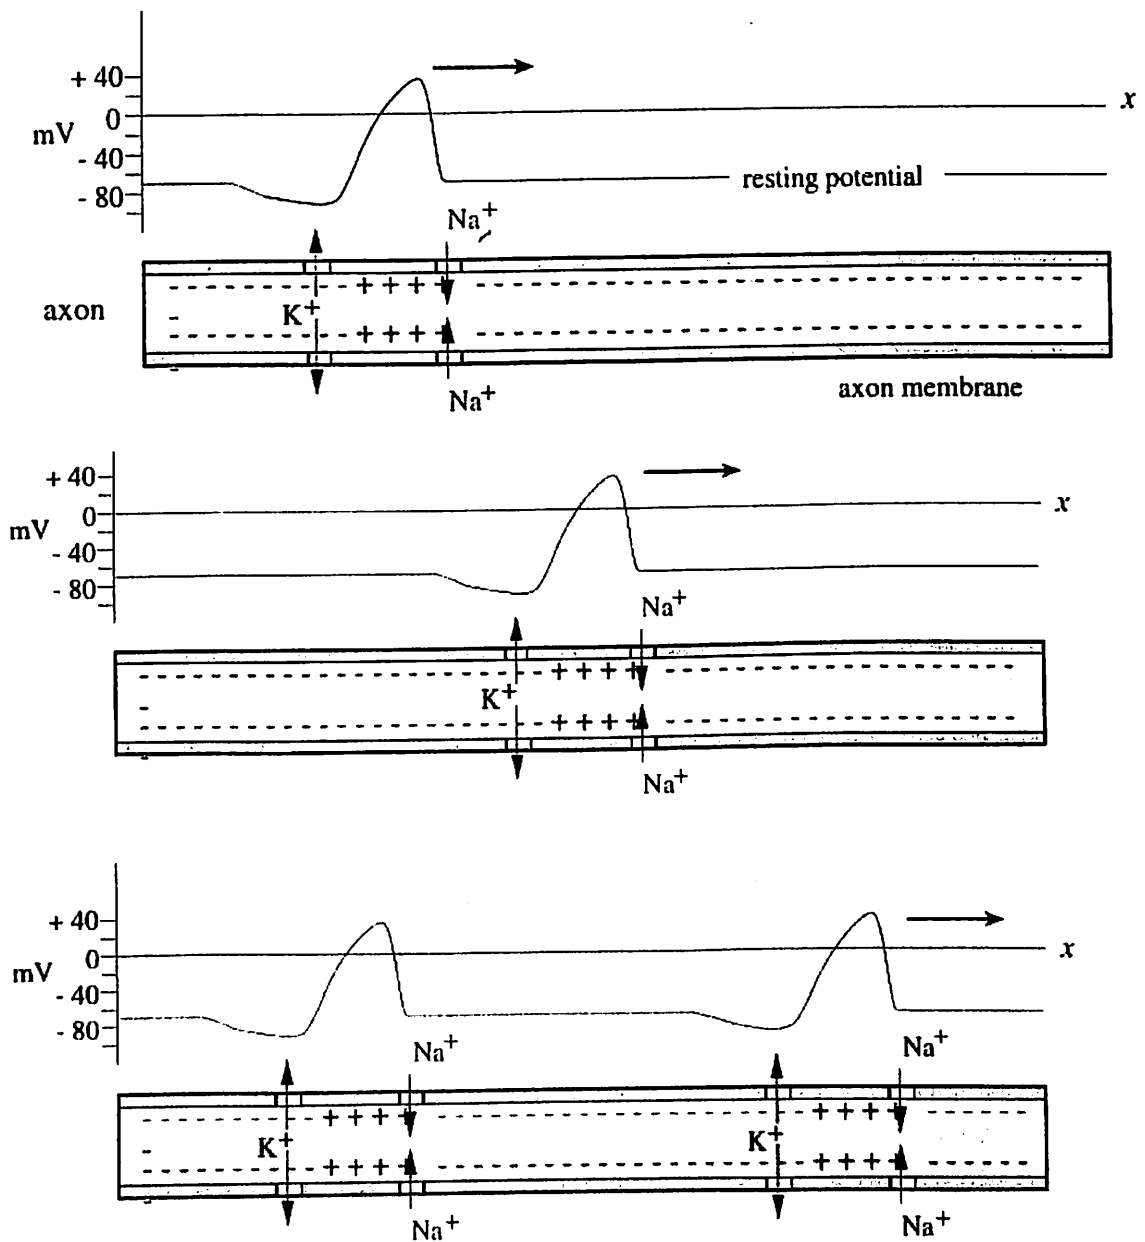 + 40
0
mV
- 40
- 80
x
resting potential
Na+
K+
axon
Na+
axon membrane
+ 40
0
mV
- 40
- 80
x
Na+
K+
Na+
+ 40
0
mV
- 40
- 80
x
Na+ Na+
K+ K+
Na+ Na+